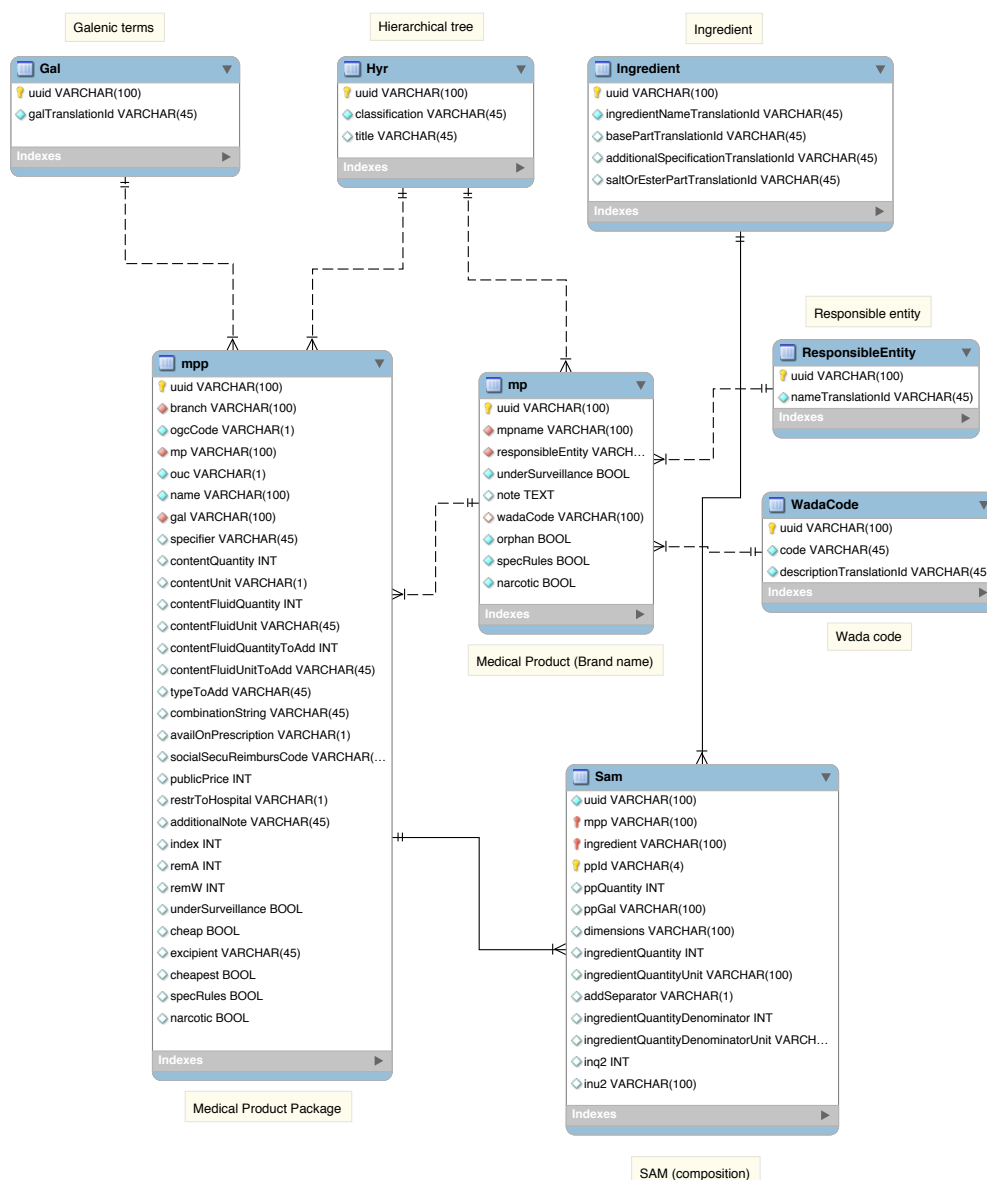 Galenic terms
Hierarchical tree
Ingredient
Gal
uuid VARCHAR(100)
galTranslationId VARCHAR(45)
Indexes
Hyr
uuid VARCHAR(100)
classification VARCHAR(45)
title VARCHAR(45)
Indexes
Ingredient
uuid VARCHAR(100)
ingredientNameTranslationId VARCHAR(45)
basePartTranslationId VARCHAR(45)
additionalSpecificationTranslationId VARCHAR(45)
saltOrEsterPartTranslationId VARCHAR(45)
Indexes
Responsible entity
ResponsibleEntity
uuid VARCHAR(100)
nameTranslationId VARCHAR(45)
Indexes
mpp
uuid VARCHAR(100)
branch VARCHAR(100)
ogcCode VARCHAR(1)
mp VARCHAR(100)
ouc VARCHAR(1)
name VARCHAR(100)
gal VARCHAR(100)
specifier VARCHAR(45)
contentQuantity INT
contentUnit VARCHAR(1)
contentFluidQuantity INT
contentFluidUnit VARCHAR(45)
contentFluidQuantityToAdd INT
contentFluidUnitToAdd VARCHAR(45)
typeToAdd VARCHAR(45)
combinationString VARCHAR(45)
availOnPrescription VARCHAR(1)
socialSecuReimbursCode VARCHAR(...
publicPrice INT
restrToHospital VARCHAR(1)
additionalNote VARCHAR(45)
index INT
remA INT
remW INT
underSurveillance BOOL
cheap BOOL
excipient VARCHAR(45)
cheapest BOOL
specRules BOOL
narcotic BOOL
Indexes
Medical Product Package
mp
uuid VARCHAR(100)
mpname VARCHAR(100)
responsibleEntity VARCH...
underSurveillance BOOL
note TEXT
wadaCode VARCHAR(100)
orphan BOOL
specRules BOOL
narcotic BOOL
Indexes
Medical Product (Brand name)
WadaCode
uuid VARCHAR(100)
code VARCHAR(45)
descriptionTranslationId VARCHAR(45
Indexes
Wada code
Sam
uuid VARCHAR(100)
mpp VARCHAR(100)
ingredient VARCHAR(100)
ppId VARCHAR(4)
ppQuantity INT
ppGal VARCHAR(100)
dimensions VARCHAR(100)
ingredientQuantity INT
ingredientQuantityUnit VARCHAR(100)
addSeparator VARCHAR(1)
ingredientQuantityDenominator INT
ingredientQuantityDenominatorUnit VARCH...
inq2 INT
inu2 VARCHAR(100)
Indexes
SAM (composition)